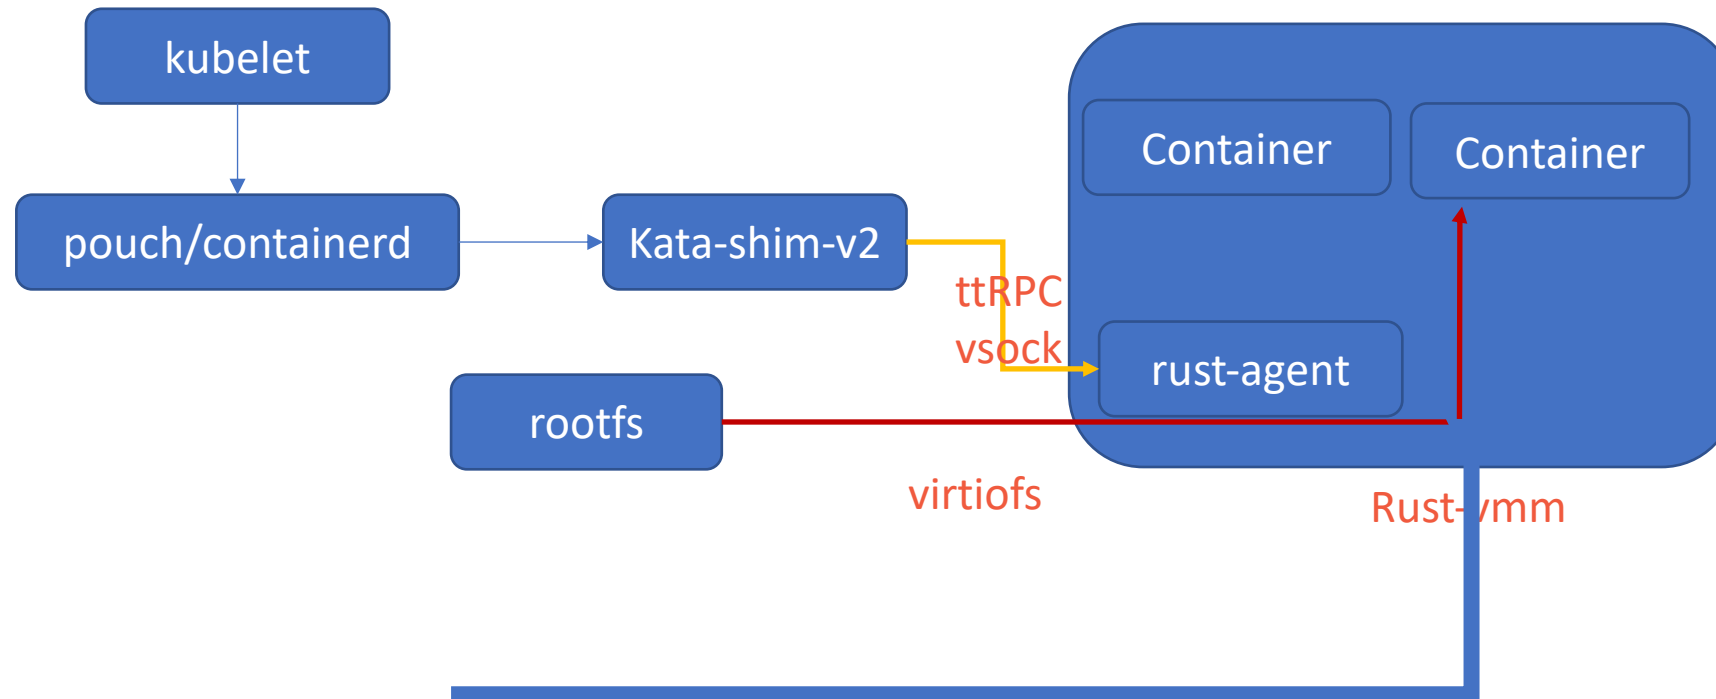 kubelet
Container
Container
pouch/containerd
Kata-shim-v2
ttRPC
vsock
rust-agent
rootfs
virtiofs
Rust-vmm